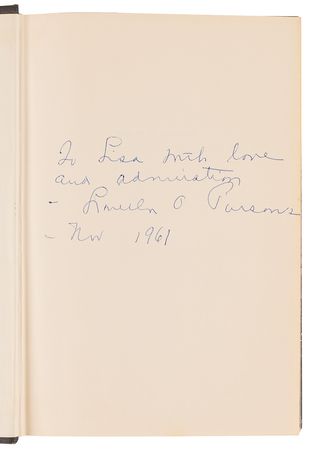 To Lisa with love
and admiration
- Louella O Parsons
- Nov 1961